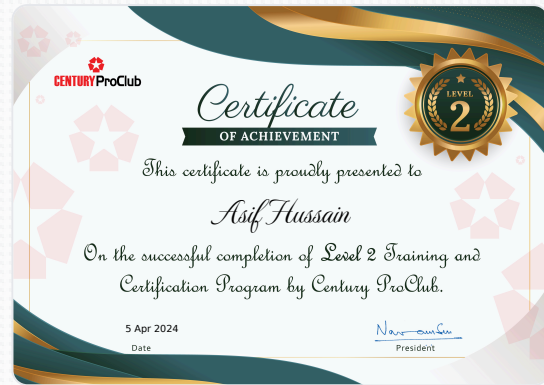 CENTURY ProClub
LEVEL
2
Certificate
OF ACHIEVEMENT
This certificate is proudly presented to
Asif Hussain
On the successful completion of Level 2 Training and
Certification Program by Century ProClub.
5 Apr 2024
Date
President